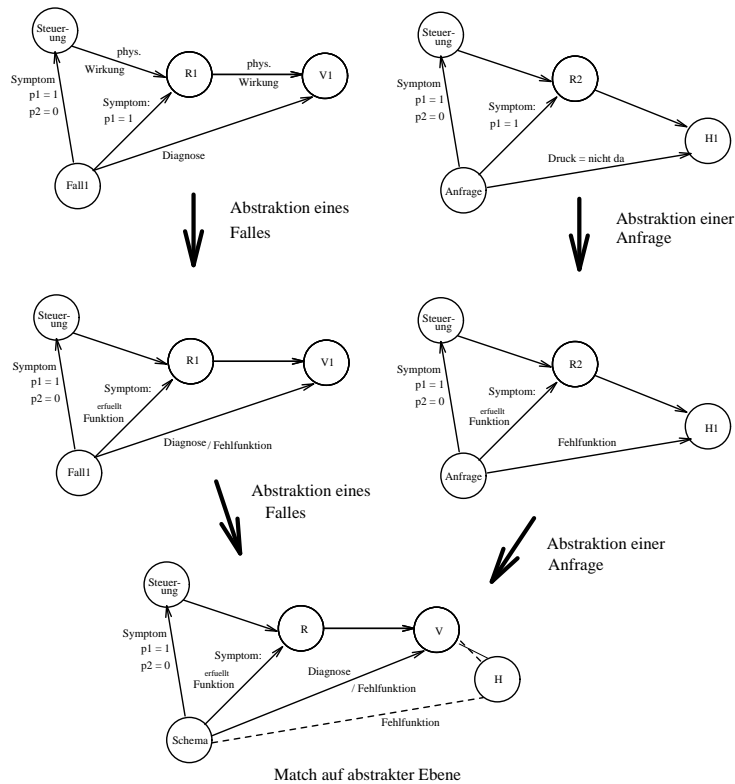 Steuer-
ung
phys.
Wirkung
R1
phys.
Wirkung
V1
Symptom
p1 = 1
p2 = 0
Symptom:
p1 = 1
Diagnose
Fall1
Steuer-
ung
R2
Symptom
p1 = 1
p2 = 0
Symptom:
p1 = 1
H1
Druck = nicht da
Anfrage
Abstraktion eines
Falles
Abstraktion einer
Anfrage
Steuer-
ung
R1
V1
Symptom
p1 = 1
p2 = 0
Symptom:
erfuellt
Funktion
Diagnose / Fehlfunktion
Fall1
Steuer-
ung
R2
Symptom
p1 = 1
p2 = 0
Symptom:
erfuellt
Funktion
H1
Fehlfunktion
Anfrage
Abstraktion eines
Falles
Abstraktion einer
Anfrage
Steuer-
ung
R
V
Symptom
p1 = 1
p2 = 0
Symptom:
erfuellt
Funktion
Diagnose
/ Fehlfunktion
H
Fehlfunktion
Schema
Match auf abstrakter Ebene